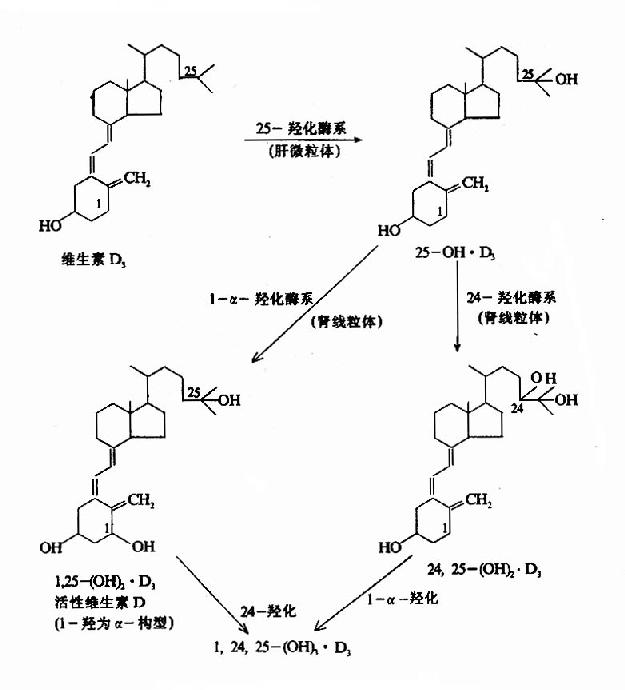 25
25
OH
25－羟化酶系
(肝微粒体)
CH₂
CH₂
1
1
HO
HO
维生素 D₃
25－OH·D₃
1－α－羟化酶系
(肾线粒体)
24－羟化酶系
(肾线粒体)
25
OH
OH
OH
24
CH₂
CH₂
1
1
OH
OH
HO
1,25－(OH)₂·D₃
活性维生素 D
(1－羟为 α－构型)
24, 25－(OH)₂·D₃
24－羟化
1－α－羟化
1, 24, 25－(OH)₃·D₃